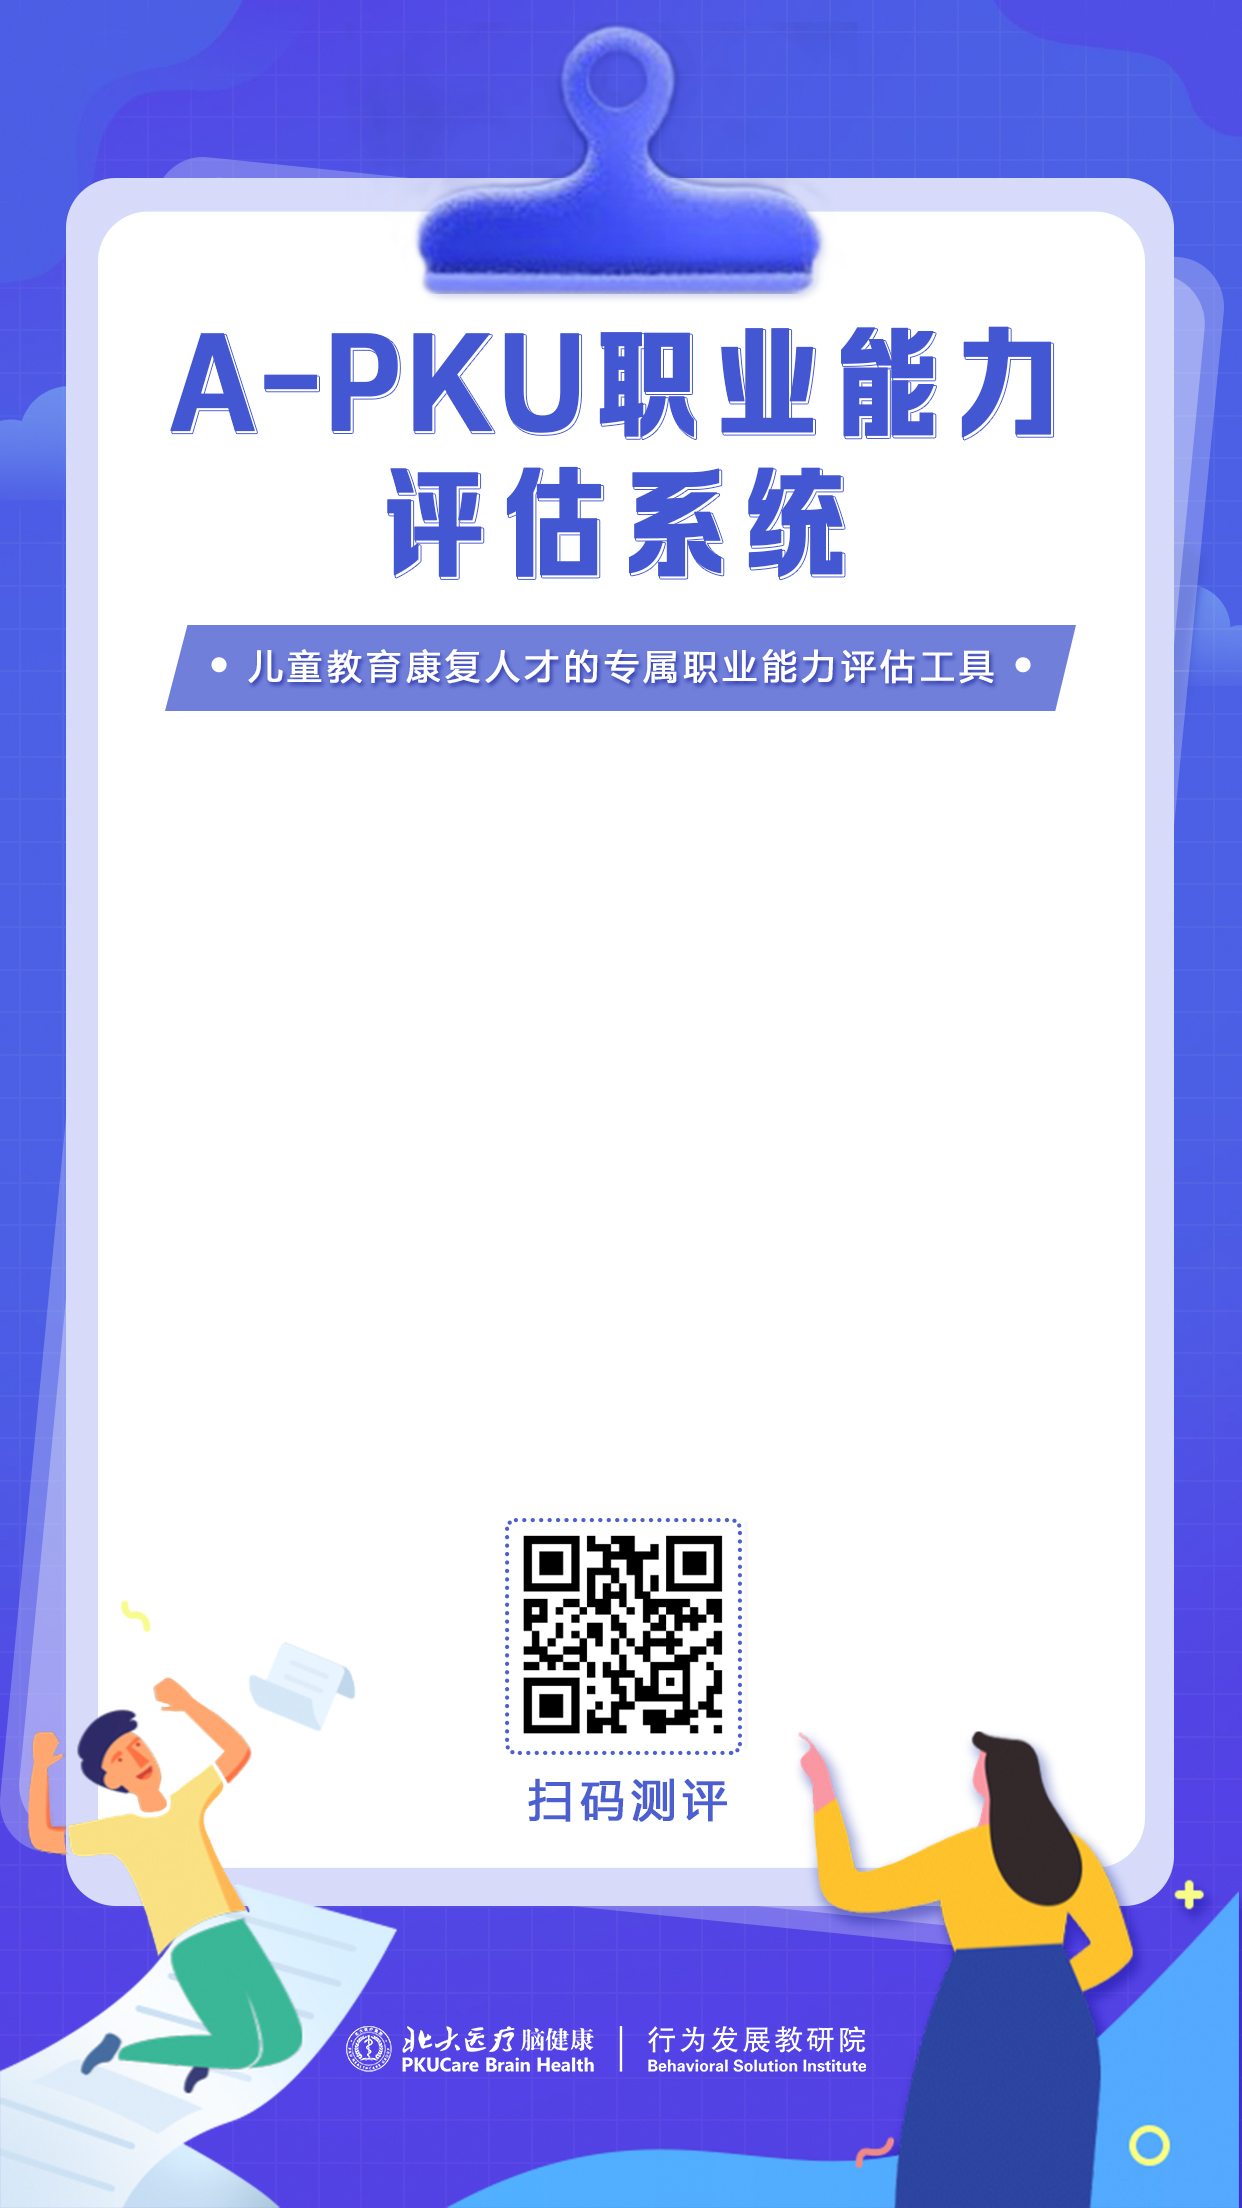 A-PKU职业能力
评估系统
• 儿童教育康复人才的专属职业能力评估工具 •
扫码测评
北大医疗脑健康
PKUCare Brain Health
行为发展教研院
Behavioral Solution Institute